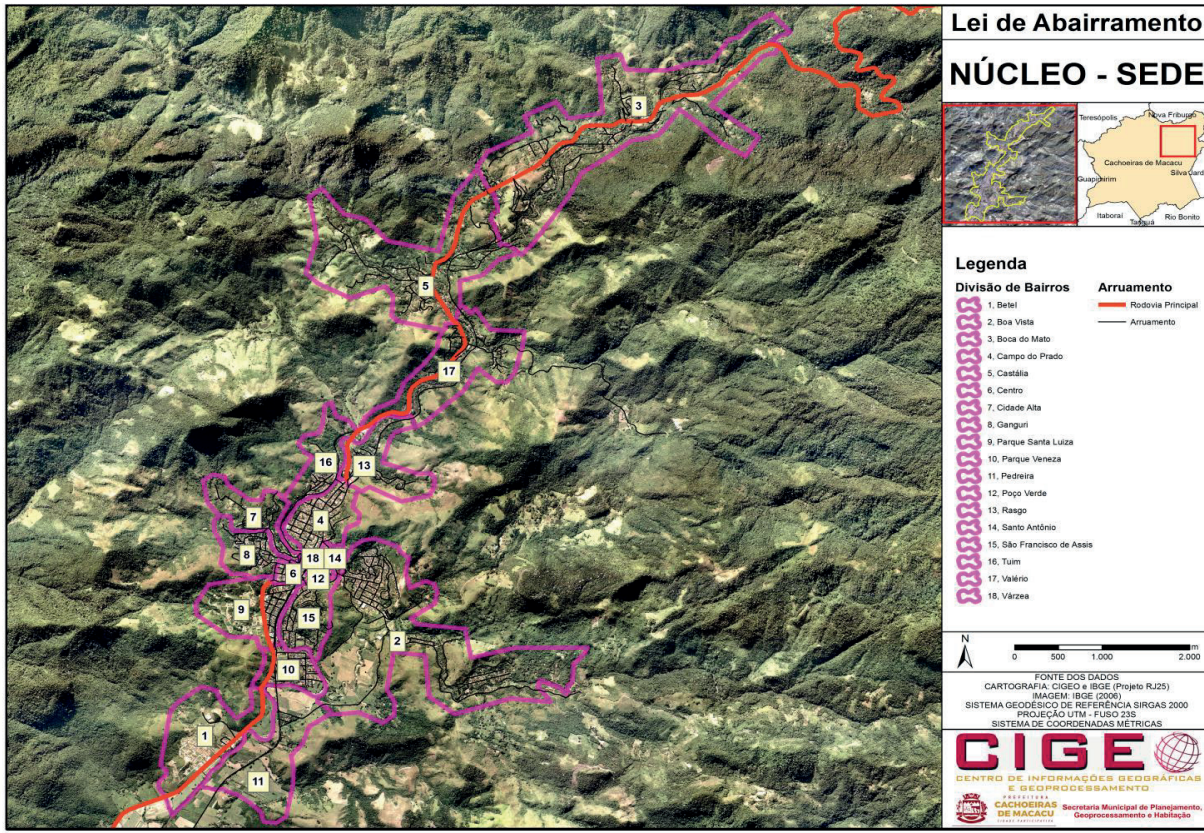 Lei de Abairramento
NÚCLEO - SEDE
Teresópolis
Nova Friburgo
Cachoeiras de Macacu
Silva Jard
Guapimirim
Itaboraí
Tanguá
Rio Bonito
Legenda
Divisão de Bairros
1, Betel
2, Boa Vista
3, Boca do Mato
4, Campo do Prado
5, Castália
6, Centro
7, Cidade Alta
8, Ganguri
9, Parque Santa Luiza
10, Parque Veneza
11, Pedreira
12, Poço Verde
13, Rasgo
14, Santo Antônio
15, São Francisco de Assis
16, Tuim
17, Valério
18, Várzea
Arruamento
Rodovia Principal
Arruamento
3
5
17
16
13
4
7
8
18
14
6
12
9
15
2
10
1
11
N
0 500 1.000 2.000 m
FONTE DOS DADOS
CARTOGRAFIA: CIGEO e IBGE (Projeto RJ25)
IMAGEM: IBGE (2006)
SISTEMA GEODÉSICO DE REFERÊNCIA SIRGAS 2000
PROJEÇÃO UTM - FUSO 23S
SISTEMA DE COORDENADAS MÉTRICAS
CIGE
CENTRO DE INFORMAÇÕES GEOGRÁFICAS
E GEOPROCESSAMENTO
PREFEITURA
CACHOEIRAS
DE MACACU
Secretaria Municipal de Planejamento,
Geoprocessamento e Habitação